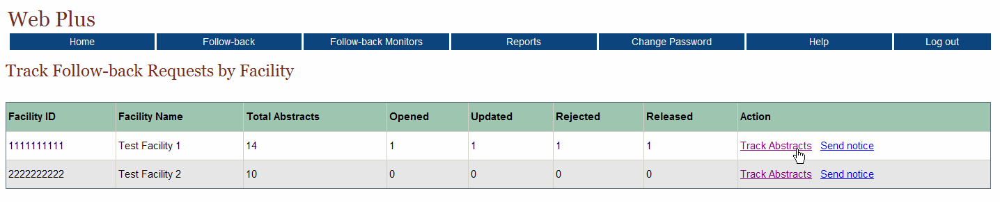 Web Plus
Home Follow-back Follow-back Monitors Reports Change Password Help Log out
Track Follow-back Requests by Facility
Facility ID Facility Name Total Abstracts Opened Updated Rejected Released Action
1111111111 Test Facility 1 14 1 1 1 1 Track Abstracts Send notice
2222222222 Test Facility 2 10 0 0 0 0 Track Abstracts Send notice